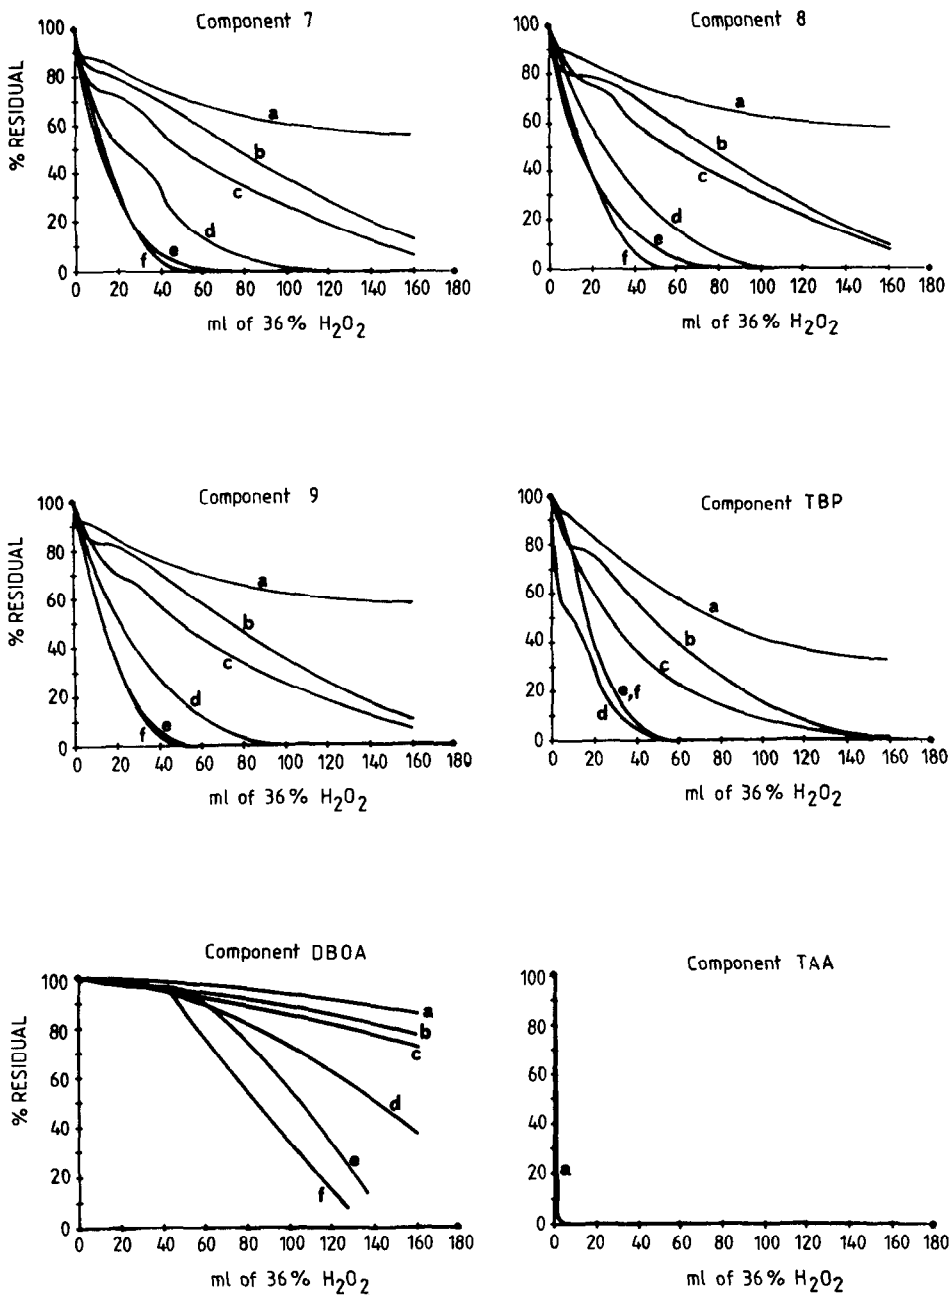 Component 7
% RESIDUAL
100
80
60
40
20
0
a
b
c
d
e
f
0 20 40 60 80 100 120 140 160 180
ml of 36% H2O2
Component 8
100
80
60
40
20
0
a
b
c
d
e
f
0 20 40 60 80 100 120 140 160 180
ml of 36% H2O2
Component 9
% RESIDUAL
100
80
60
40
20
0
a
b
c
d
e
f
0 20 40 60 80 100 120 140 160 180
ml of 36% H2O2
Component TBP
100
80
60
40
20
0
a
b
c
e,f
d
0 20 40 60 80 100 120 140 160 180
ml of 36% H2O2
Component DBOA
% RESIDUAL
100
80
60
40
20
0
a
b
c
d
e
f
0 20 40 60 80 100 120 140 160 180
ml of 36% H2O2
Component TAA
100
80
60
40
20
0
a
0 20 40 60 80 100 120 140 160 180
ml of 36% H2O2